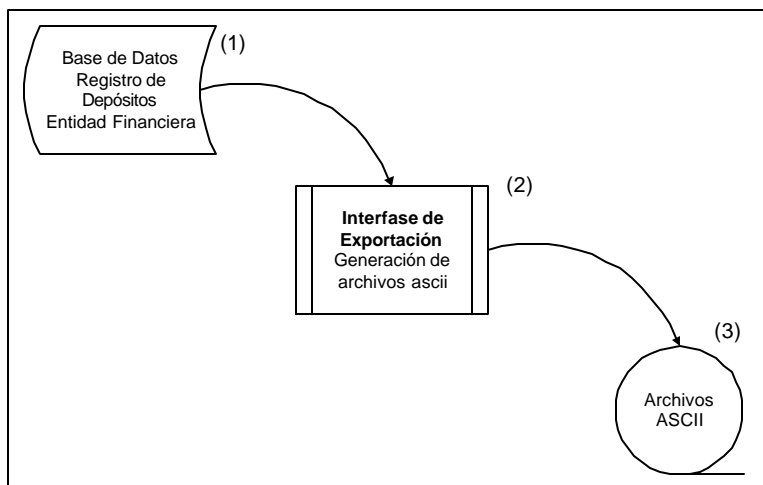 (1)
Base de Datos
Registro de
Depósitos
Entidad Financiera
(2)
Interfase de
Exportación
Generación de
archivos ascii
(3)
Archivos
ASCII